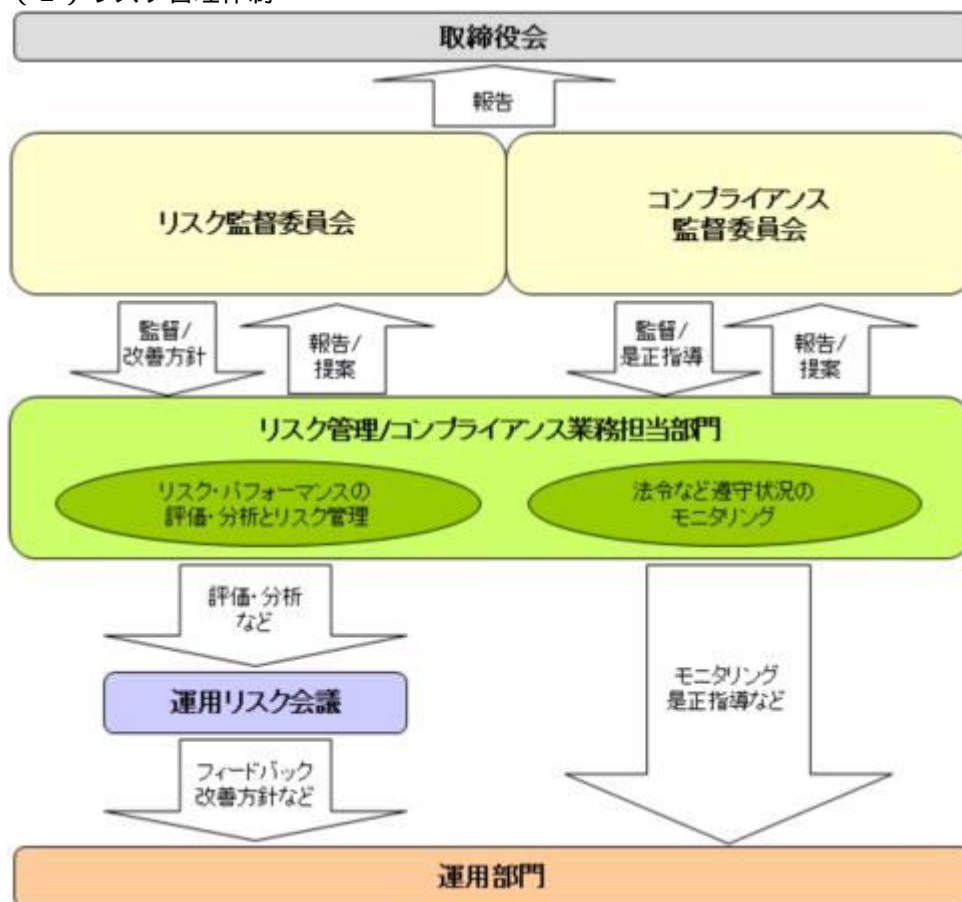 取締役会
報告
リスク監督委員会
コンプライアンス
監督委員会
監督/
改善方針
報告/
提案
監督/
是正指導
報告/
提案
リスク管理/コンプライアンス業務担当部門
リスク・パフォーマンスの
評価・分析とリスク管理
法令など遵守状況の
モニタリング
評価・分析
など
運用リスク会議
モニタリング
是正指導など
フィードバック
改善方針など
運用部門